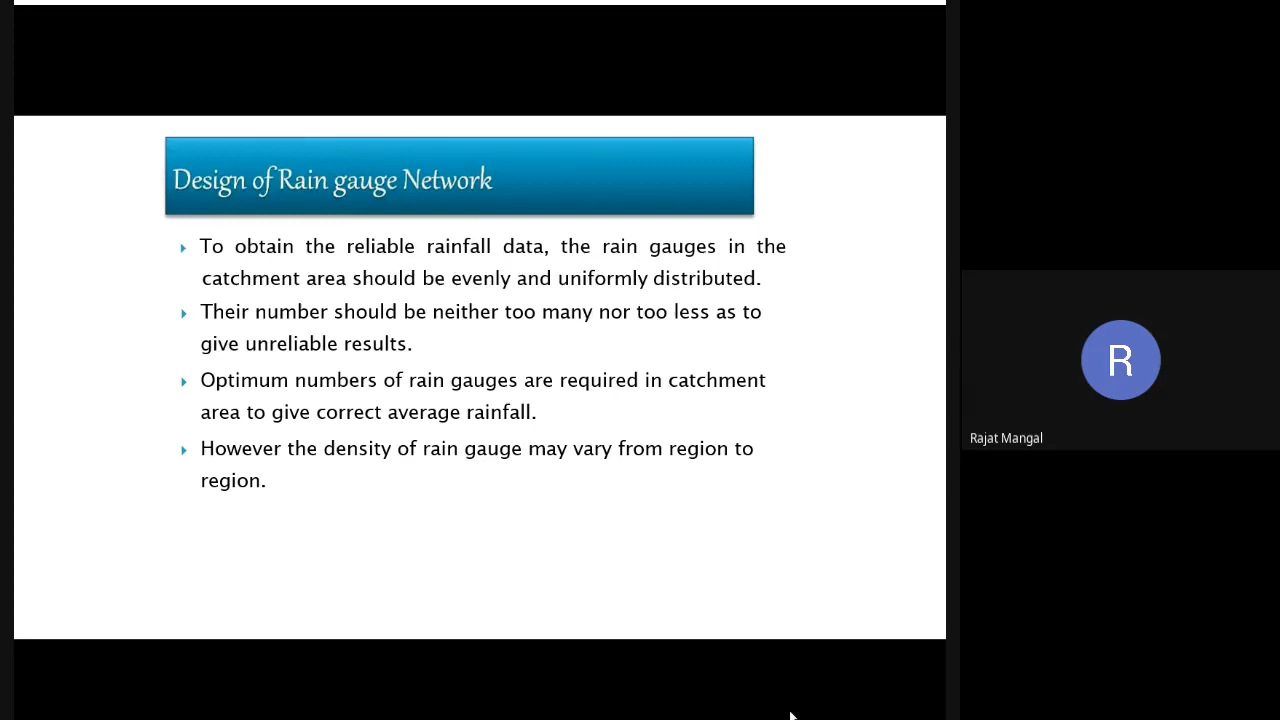 Design of Rain gauge Network
To obtain the reliable rainfall data, the rain gauges in the
catchment area should be evenly and uniformly distributed.
Their number should be neither too many nor too less as to
give unreliable results.
Optimum numbers of rain gauges are required in catchment
area to give correct average rainfall.
However the density of rain gauge may vary from region to
region.
R
Rajat Mangal